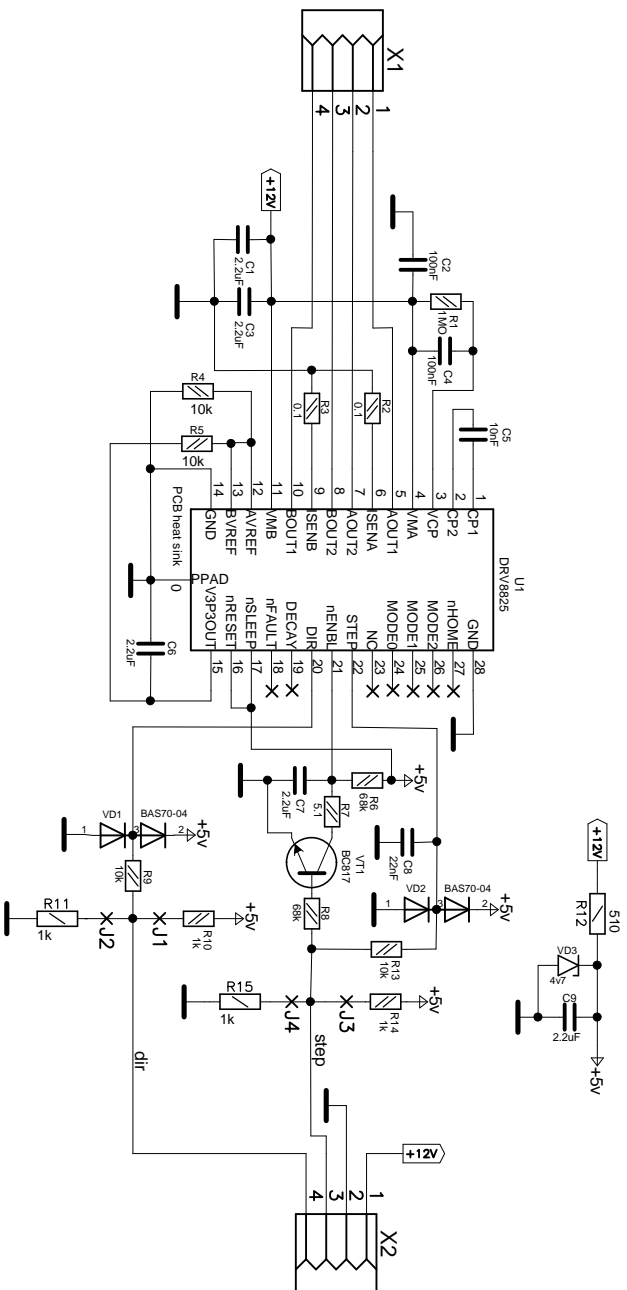 X1
1
2
3
4
+12V
C1
2.2uF
C3
2.2uF
C2
100nF
R1
1MO
C4
100nF
C5
10nF
R2
0.1
R3
0.1
R4
10k
R5
10k
PCB heat sink
U1
DRV8825
1
CP1
2
CP2
3
VCP
4
VMA
5
AOUT1
6
ISENA
7
AOUT2
8
BOUT2
9
ISENB
10
BOUT1
11
VMB
12
AVREF
13
BVREF
14
GND
0
PPAD
GND
28
nHOME
27
MODE2
26
MODE1
25
MODE0
24
NC
23
STEP
22
nENBL
21
DIR
20
DECAY
19
nFAULT
18
nSLEEP
17
nRESET
16
V3P3OUT
15
C6
2.2uF
+5v
R6
68k
R7
5.1
C7
2.2uF
VT1
BC817
R8
68k
C8
22nF
VD2
BAS70-04
1
3
2
+5v
VD1
BAS70-04
1
3
2
+5v
R9
10k
R10
1k
+5v
J1
J2
R11
1k
R13
10k
R14
1k
+5v
J3
J4
R15
1k
step
dir
+12V
510
R12
VD3
4v7
C9
2.2uF
+5v
+12V
1
2
3
4
X2